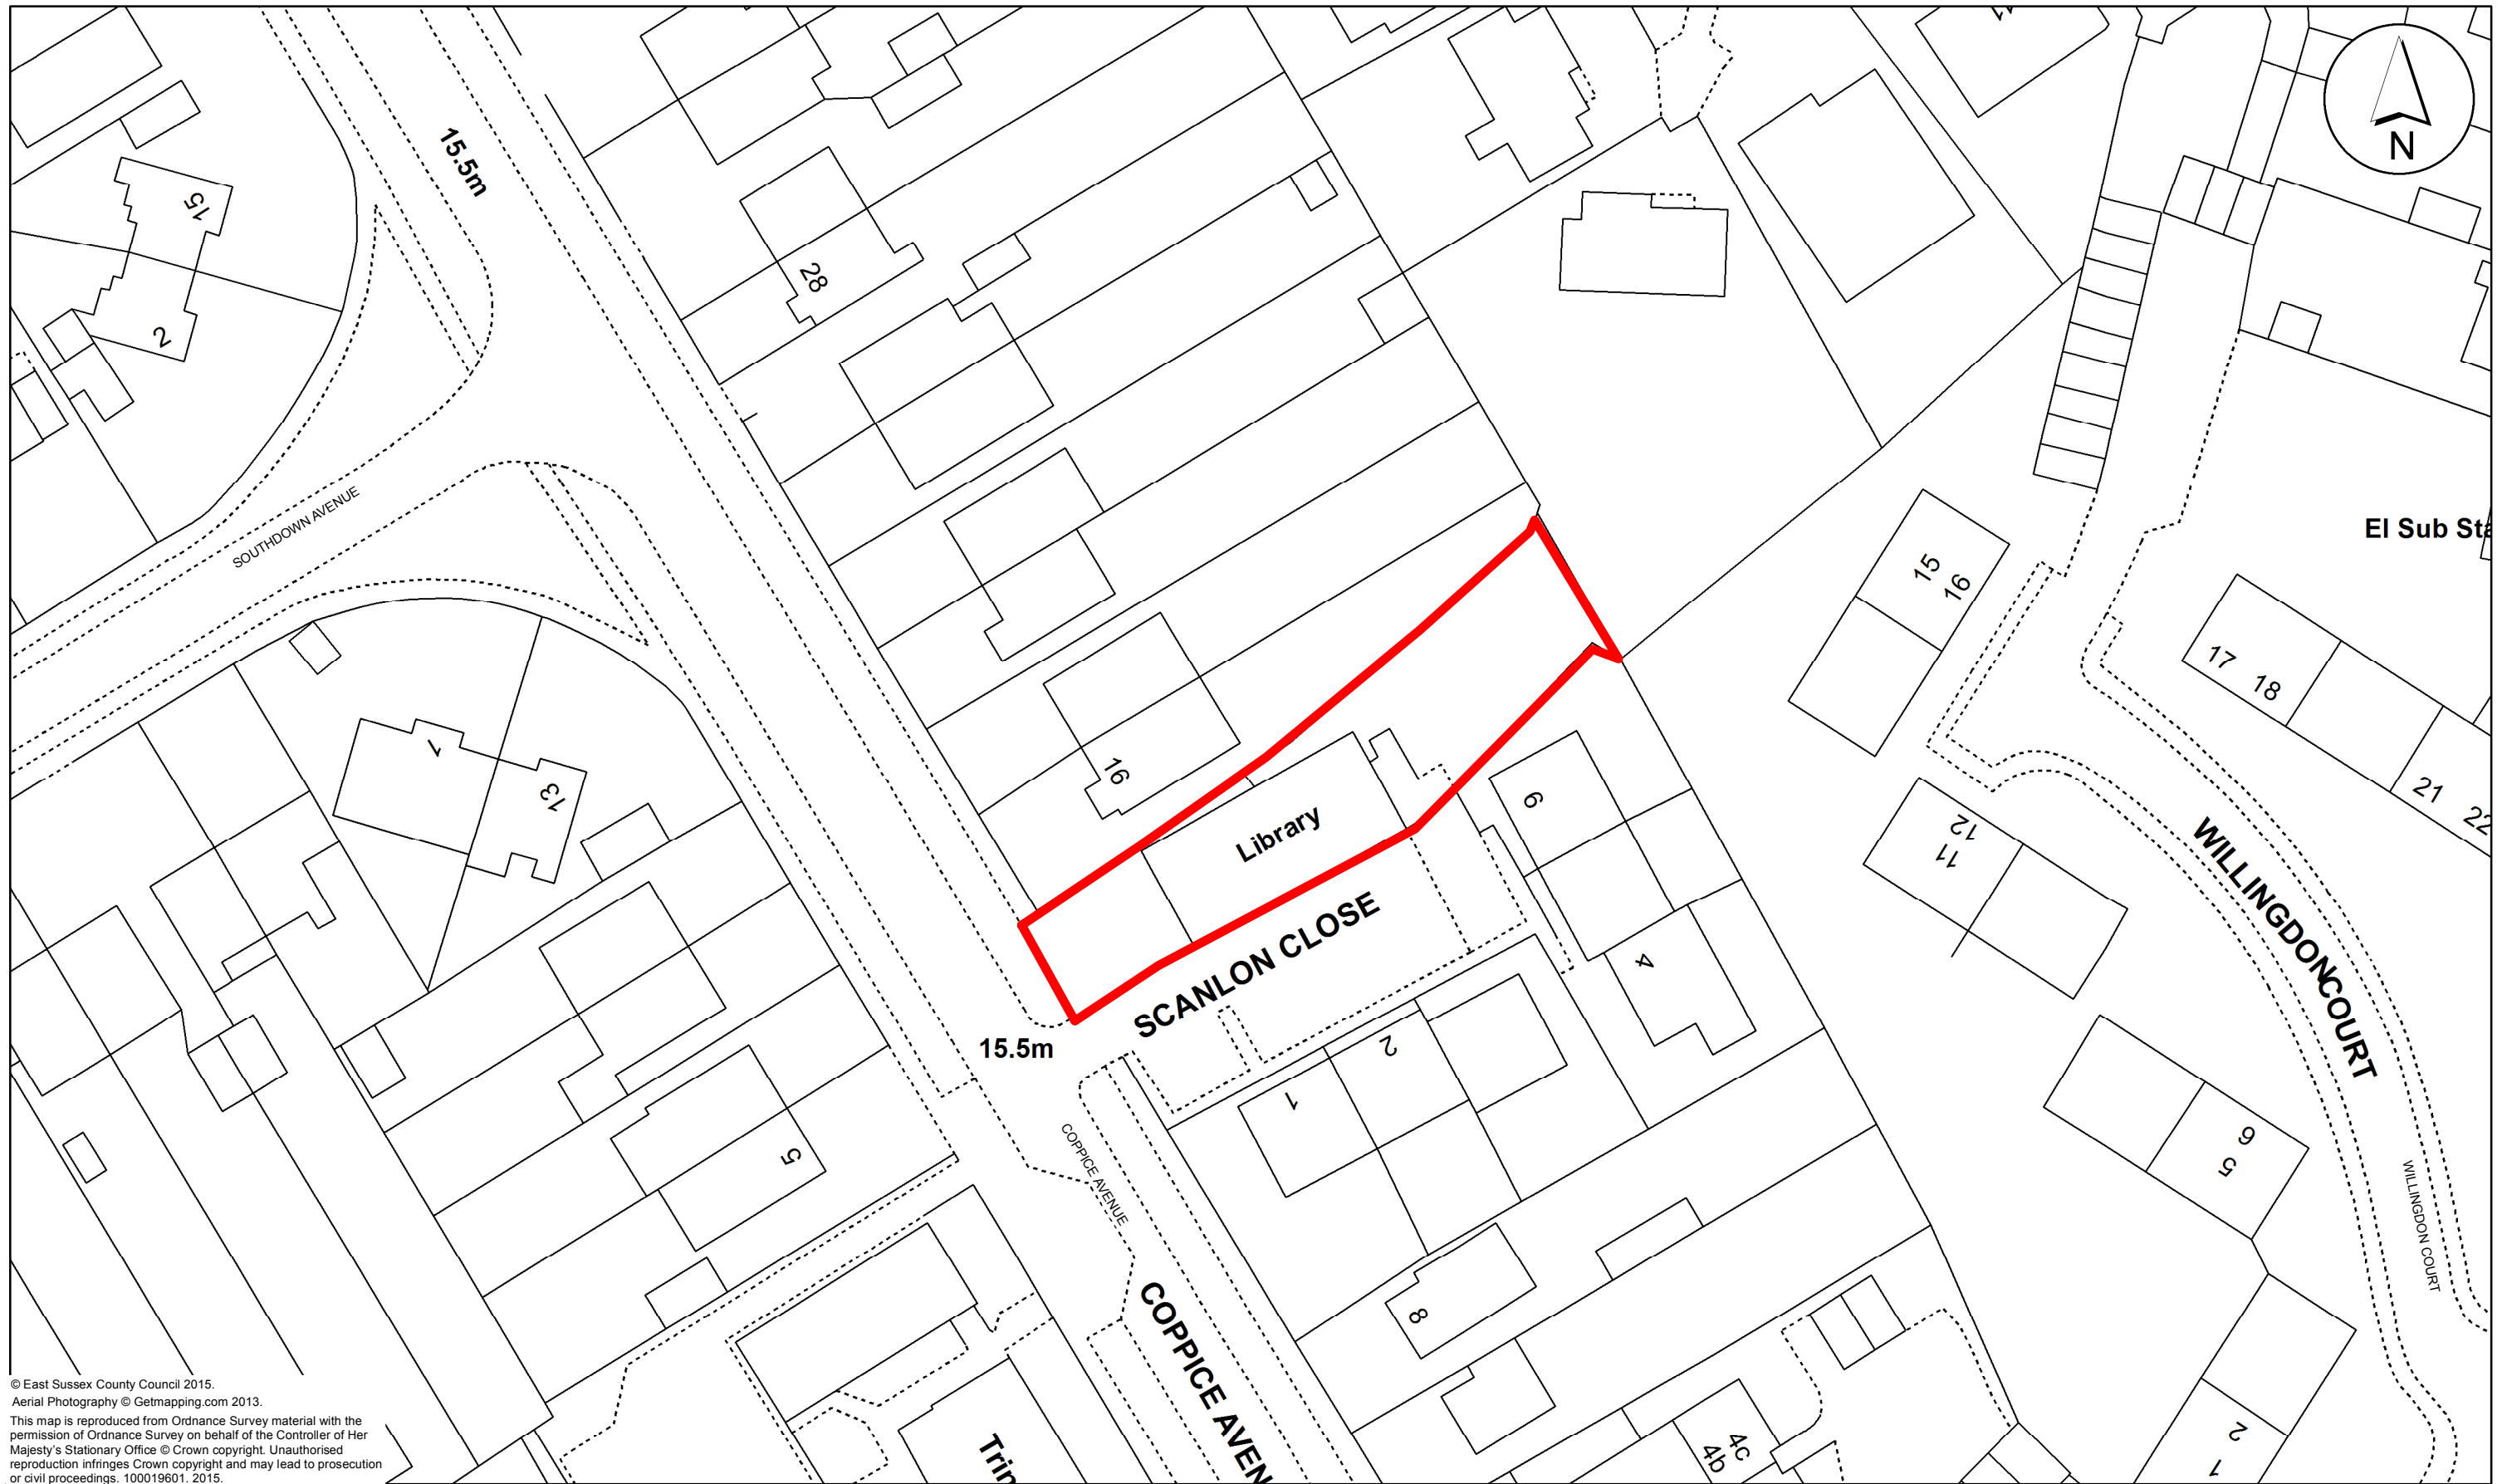 15.5m
15
2
28
N
SOUTHDOWN AVENUE
El Sub Sta
15
16
17
18
21
22
1
13
16
Library
9
12
11
WILLINGDON COURT
SCANLON CLOSE
4
15.5m
2
1
5
COPPICE AVENUE
6
5
WILLINGDON COURT
COPPICE AVEN
8
4b
4c
2
1
© East Sussex County Council 2015.
Aerial Photography © Getmapping.com 2013.
This map is reproduced from Ordnance Survey material with the
permission of Ordnance Survey on behalf of the Controller of Her
Majesty's Stationary Office © Crown copyright. Unauthorised
reproduction infringes Crown copyright and may lead to prosecution
or civil proceedings. 100019601. 2015.